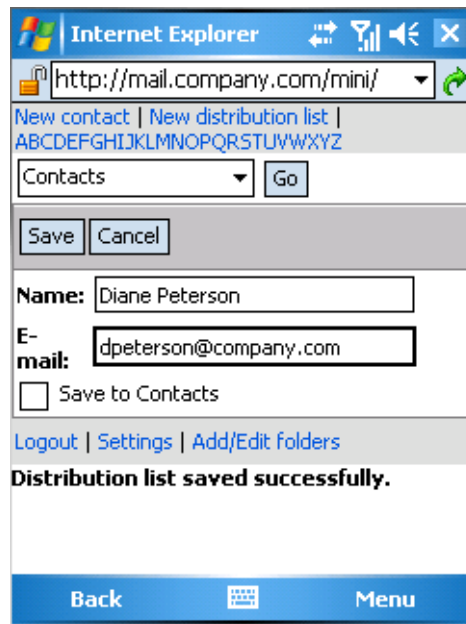 Internet Explorer
http://mail.company.com/mini/
New contact | New distribution list |
ABCDEFGHIJKLMNOPQRSTUVWXYZ
Contacts Go
Save Cancel
Name: Diane Peterson
E-
mail: dpeterson@company.com
Save to Contacts
Logout | Settings | Add/Edit folders
Distribution list saved successfully.
Back Menu